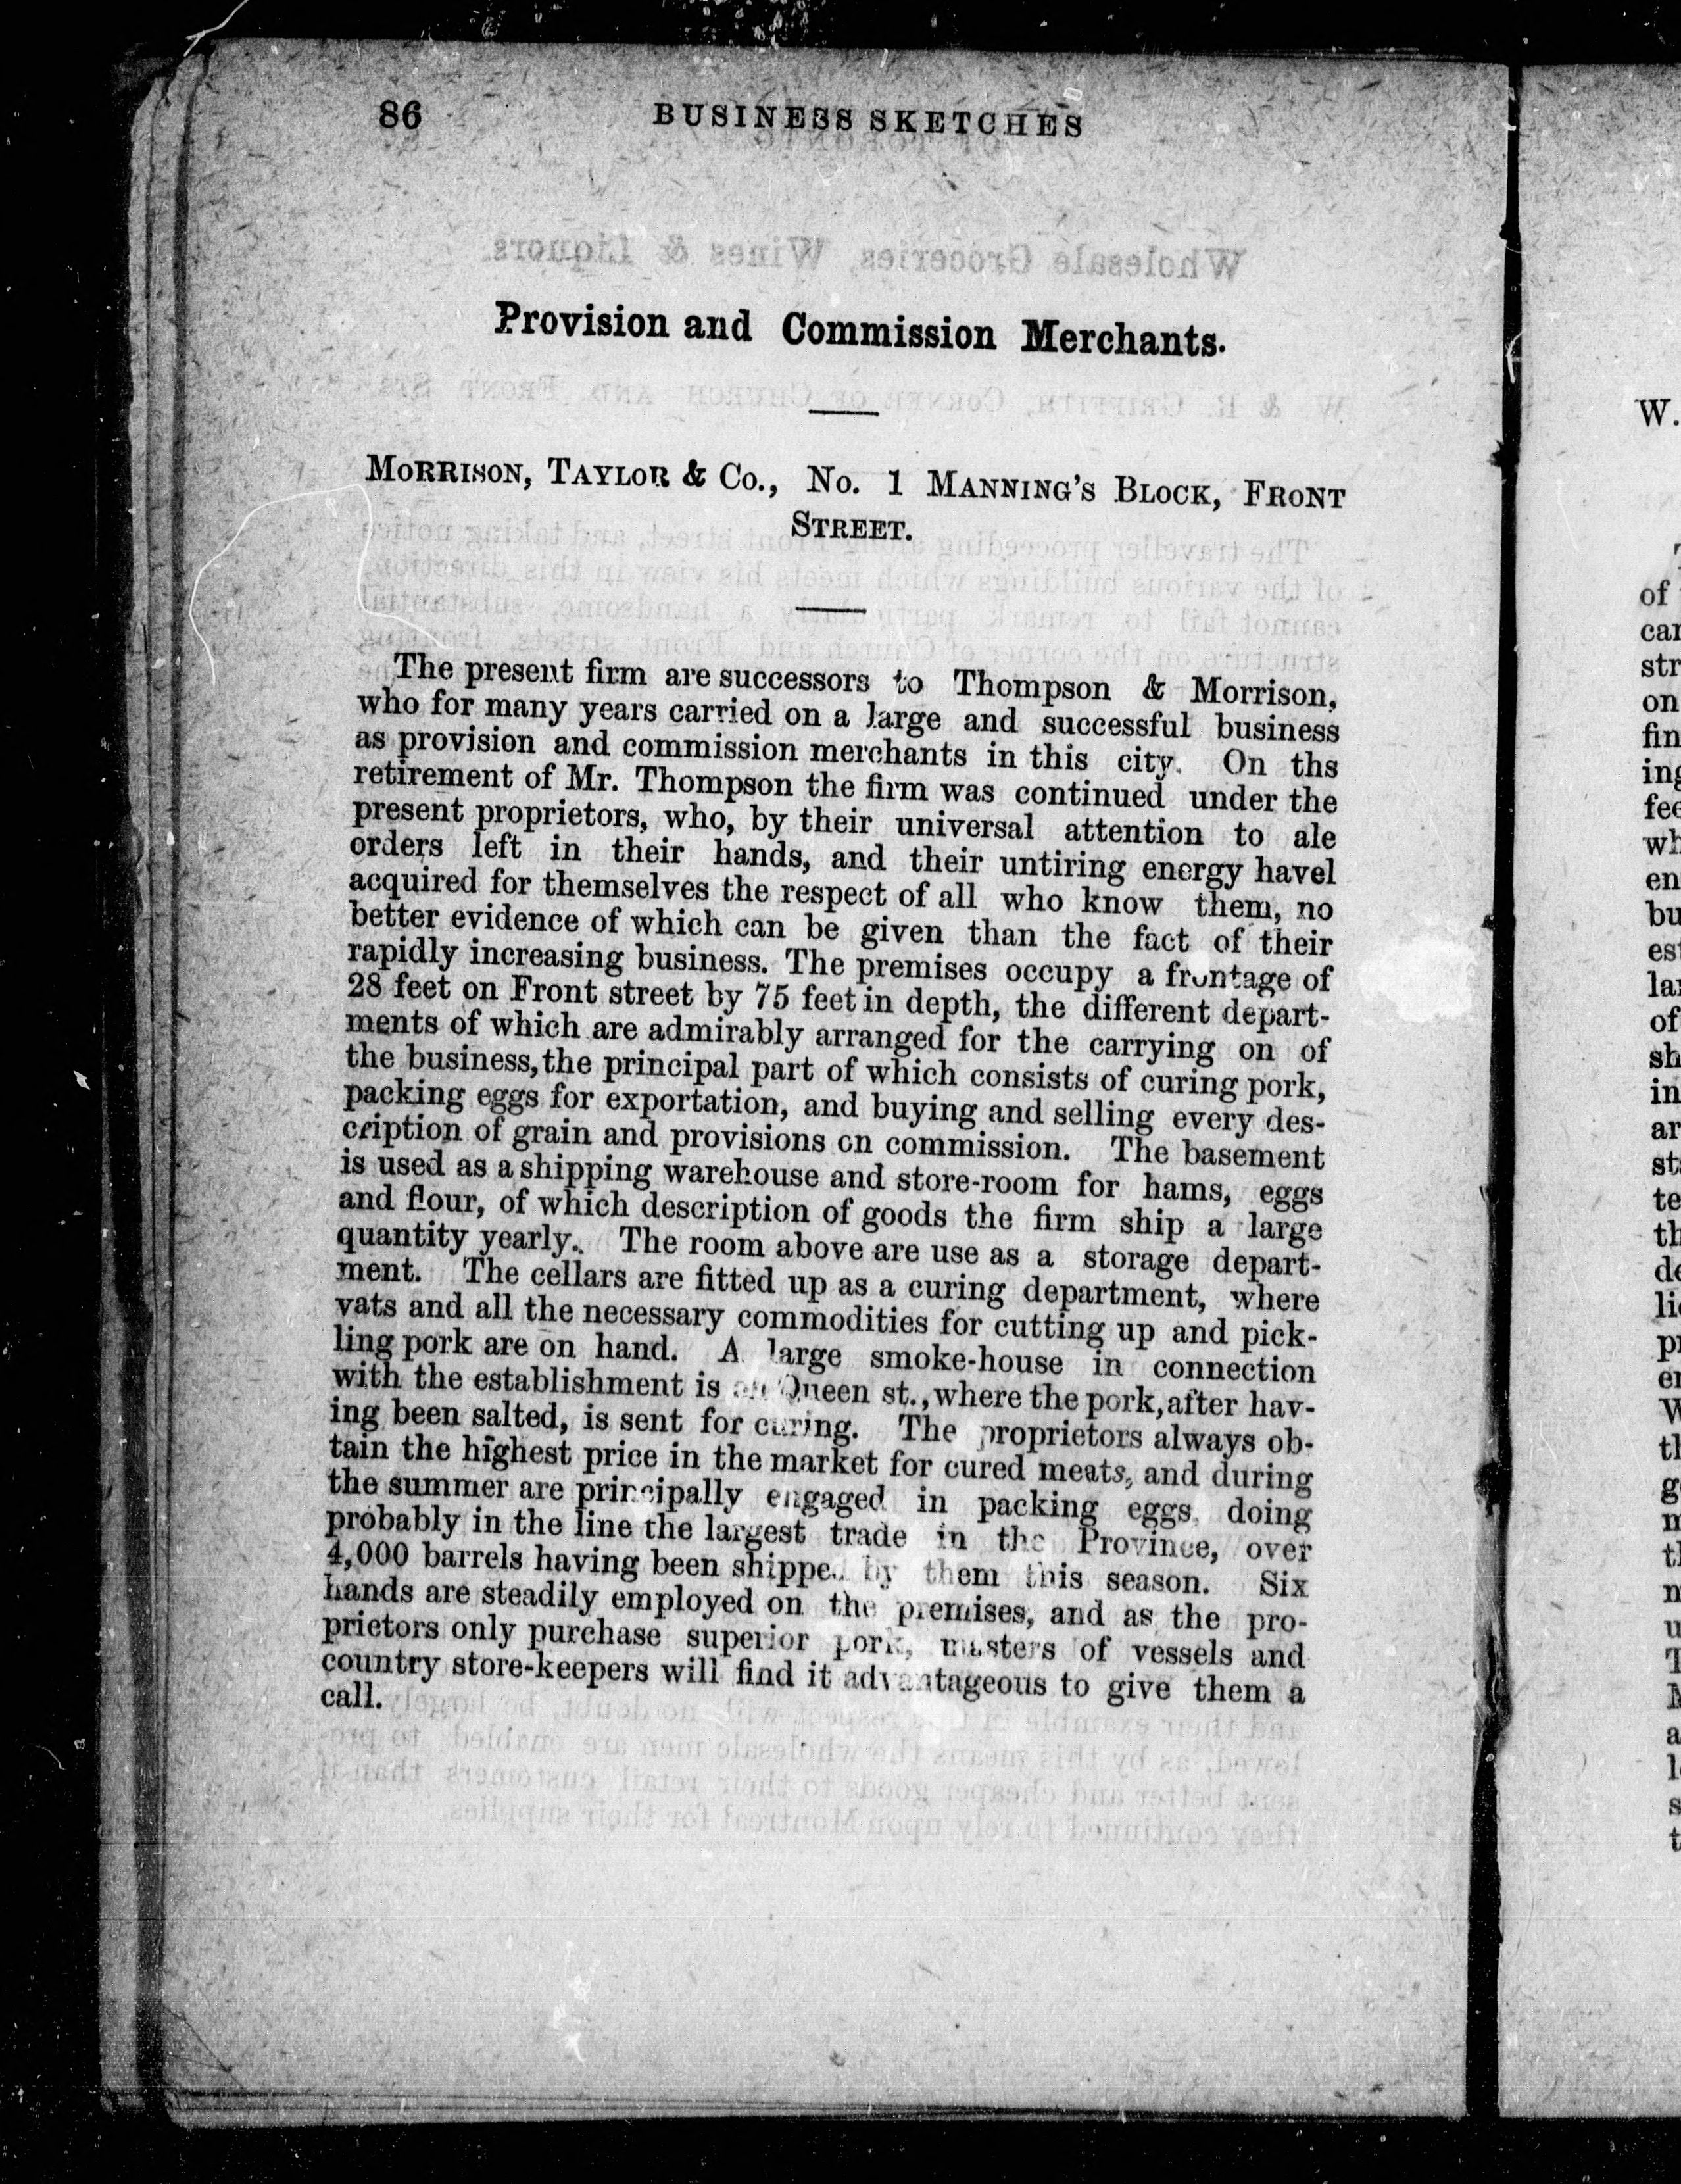 86 BUSINESS SKETCHES
Provision and Commission Merchants.
MORRISON, TAYLOR & CO., No. 1 MANNING'S BLOCK, FRONT
STREET.
The present firm are successors to Thompson & Morrison,
who for many years carried on a large and successful business
as provision and commission merchants in this city. On ths
retirement of Mr. Thompson the firm was continued under the
present proprietors, who, by their universal attention to ale
orders left in their hands, and their untiring energy havel
acquired for themselves the respect of all who know them, no
better evidence of which can be given than the fact of their
rapidly increasing business. The premises occupy a frontage of
28 feet on Front street by 75 feet in depth, the different depart-
ments of which are admirably arranged for the carrying on of
the business, the principal part of which consists of curing pork,
packing eggs for exportation, and buying and selling every des-
cription of grain and provisions on commission. The basement
is used as a shipping warehouse and store-room for hams, eggs
and flour, of which description of goods the firm ship a large
quantity yearly. The room above are use as a storage depart-
ment. The cellars are fitted up as a curing department, where
vats and all the necessary commodities for cutting up and pick-
ling pork are on hand. A large smoke-house in connection
with the establishment is on Queen st., where the pork, after hav-
ing been salted, is sent for curing. The proprietors always ob-
tain the highest price in the market for cured meats, and during
the summer are principally engaged in packing eggs, doing
probably in the line the largest trade in the Province, over
4,000 barrels having been shipped by them this season. Six
hands are steadily employed on the premises, and as the pro-
prietors only purchase superior pork, masters of vessels and
country store-keepers will find it advantageous to give them a
call.
W.